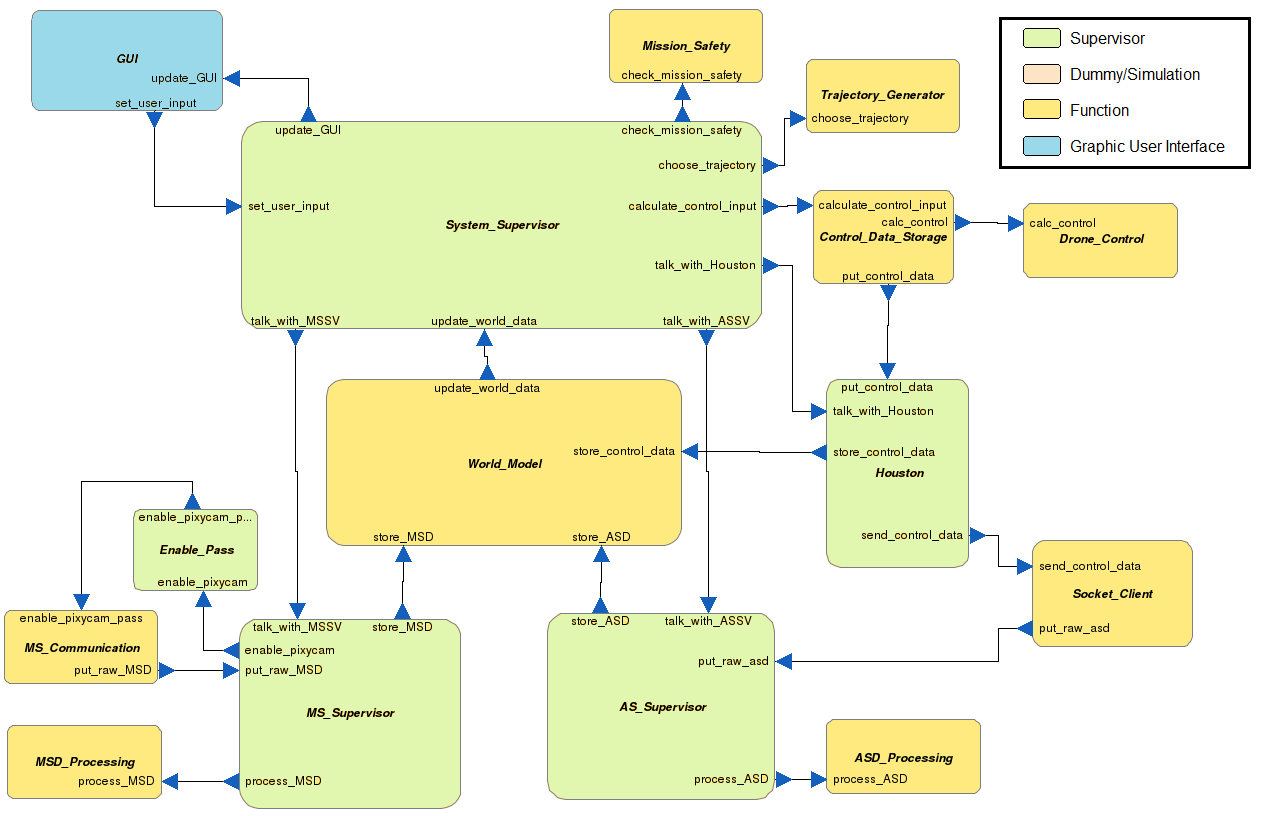 GUI
update_GUI
set_user_input
Mission_Safety
check_mission_safety
Trajectory_Generator
choose_trajectory
Supervisor
Dummy/Simulation
Function
Graphic User Interface
update_GUI
check_mission_safety
choose_trajectory
set_user_input
calculate_control_input
System_Supervisor
talk_with_Houston
talk_with_MSSV
update_world_data
talk_with_ASSV
calculate_control_input
calc_control
Control_Data_Storage
put_control_data
calc_control
Drone_Control
update_world_data
store_control_data
World_Model
store_MSD
store_ASD
put_control_data
talk_with_Houston
store_control_data
Houston
send_control_data
enable_pixycam_p...
Enable_Pass
enable_pixycam
send_control_data
Socket_Client
put_raw_asd
enable_pixycam_pass
MS_Communication
put_raw_MSD
talk_with_MSSV
store_MSD
enable_pixycam
put_raw_MSD
MS_Supervisor
process_MSD
store_ASD
talk_with_ASSV
put_raw_asd
AS_Supervisor
process_ASD
MSD_Processing
process_MSD
ASD_Processing
process_ASD